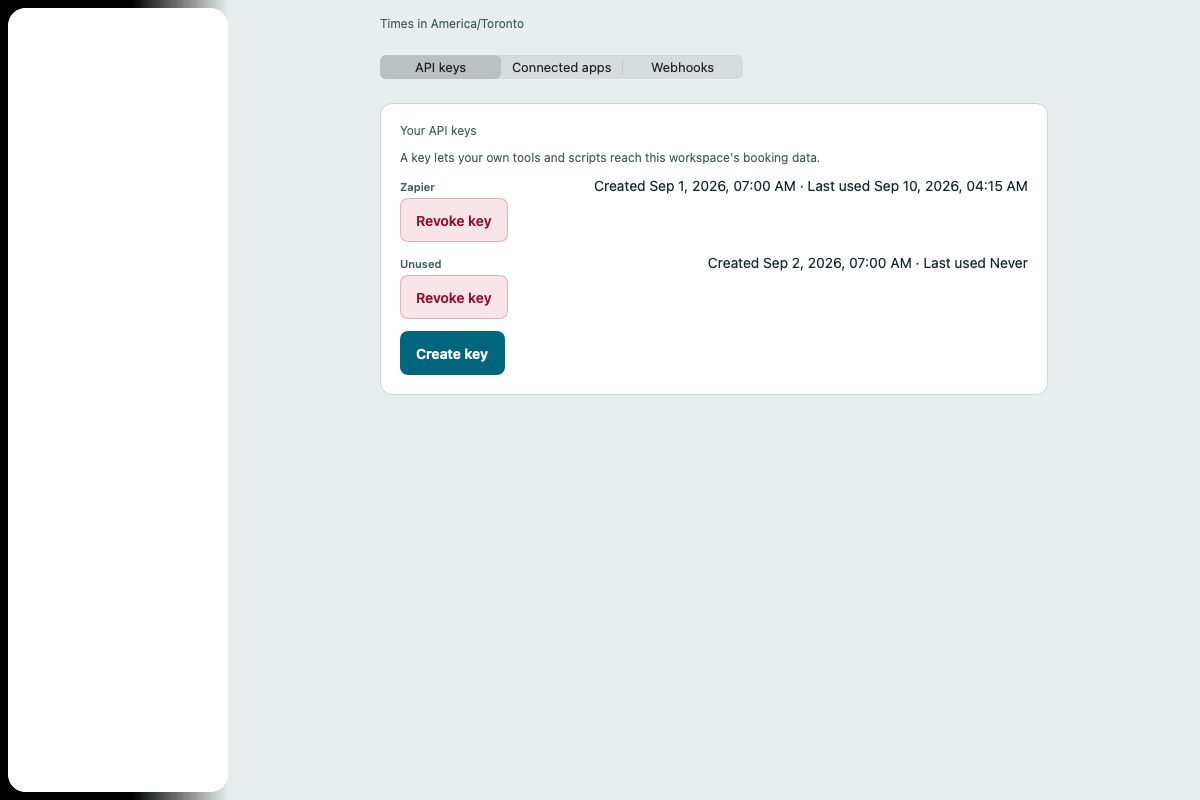 Times in America/Toronto
API keys Connected apps Webhooks
Your API keys
A key lets your own tools and scripts reach this workspace's booking data.
Zapier Created Sep 1, 2026, 07:00 AM · Last used Sep 10, 2026, 04:15 AM
Revoke key
Unused Created Sep 2, 2026, 07:00 AM · Last used Never
Revoke key
Create key